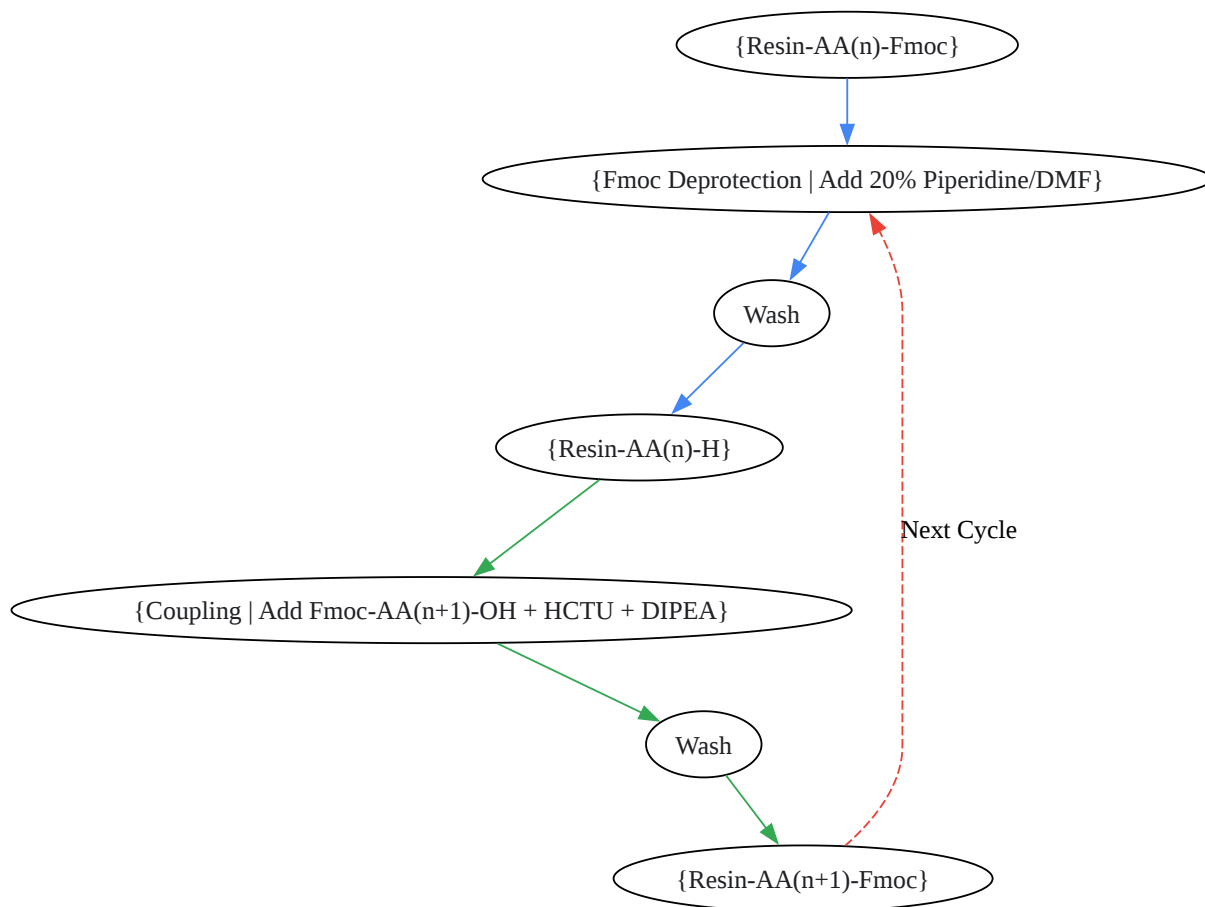 {Resin-AA(n)-Fmoc}
{Fmoc Deprotection | Add 20% Piperidine/DMF}
Wash
{Resin-AA(n)-H}
Next Cycle
{Coupling | Add Fmoc-AA(n+1)-OH + HCTU + DIPEA}
Wash
{Resin-AA(n+1)-Fmoc}